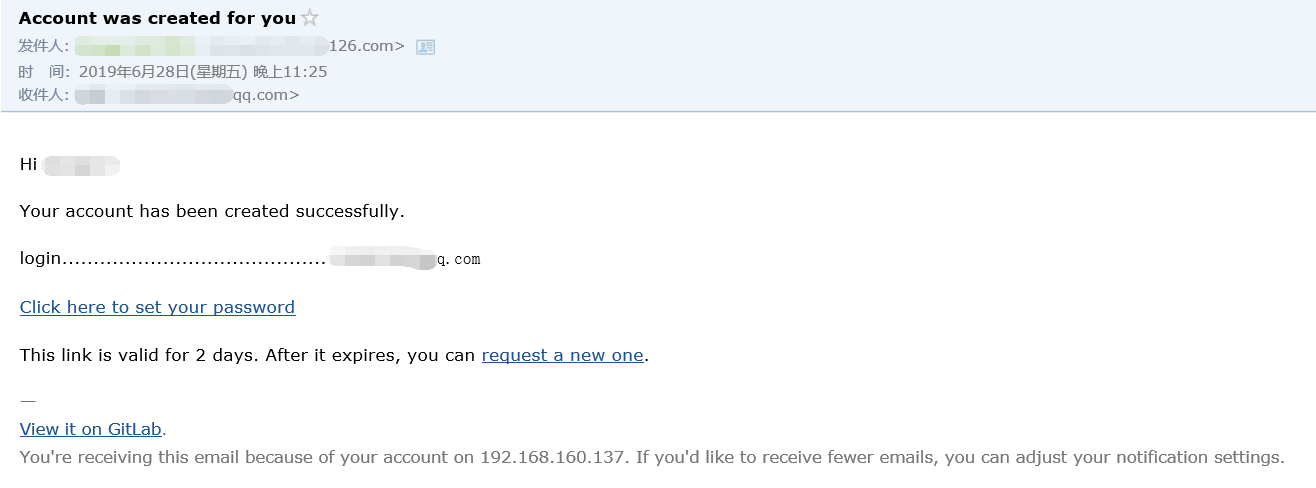 Account was created for you
发件人: 126.com>
时 间: 2019年6月28日(星期五) 晚上11:25
收件人: qq.com>
Hi
Your account has been created successfully.
login.......................................... q.com
Click here to set your password
This link is valid for 2 days. After it expires, you can request a new one.
—
View it on GitLab.
You're receiving this email because of your account on 192.168.160.137. If you'd like to receive fewer emails, you can adjust your notification settings.